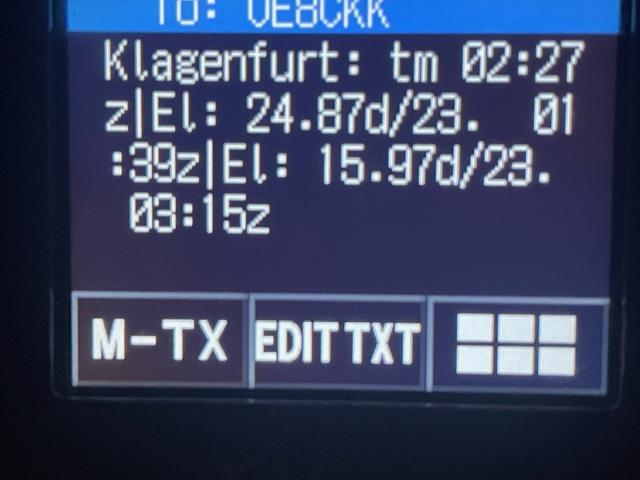 To: OE8CKK
Klagenfurt: tm 02:27
z|El: 24.87d/23. 01
:39z|El: 15.97d/23.
03:15z
M-TX EDIT TXT